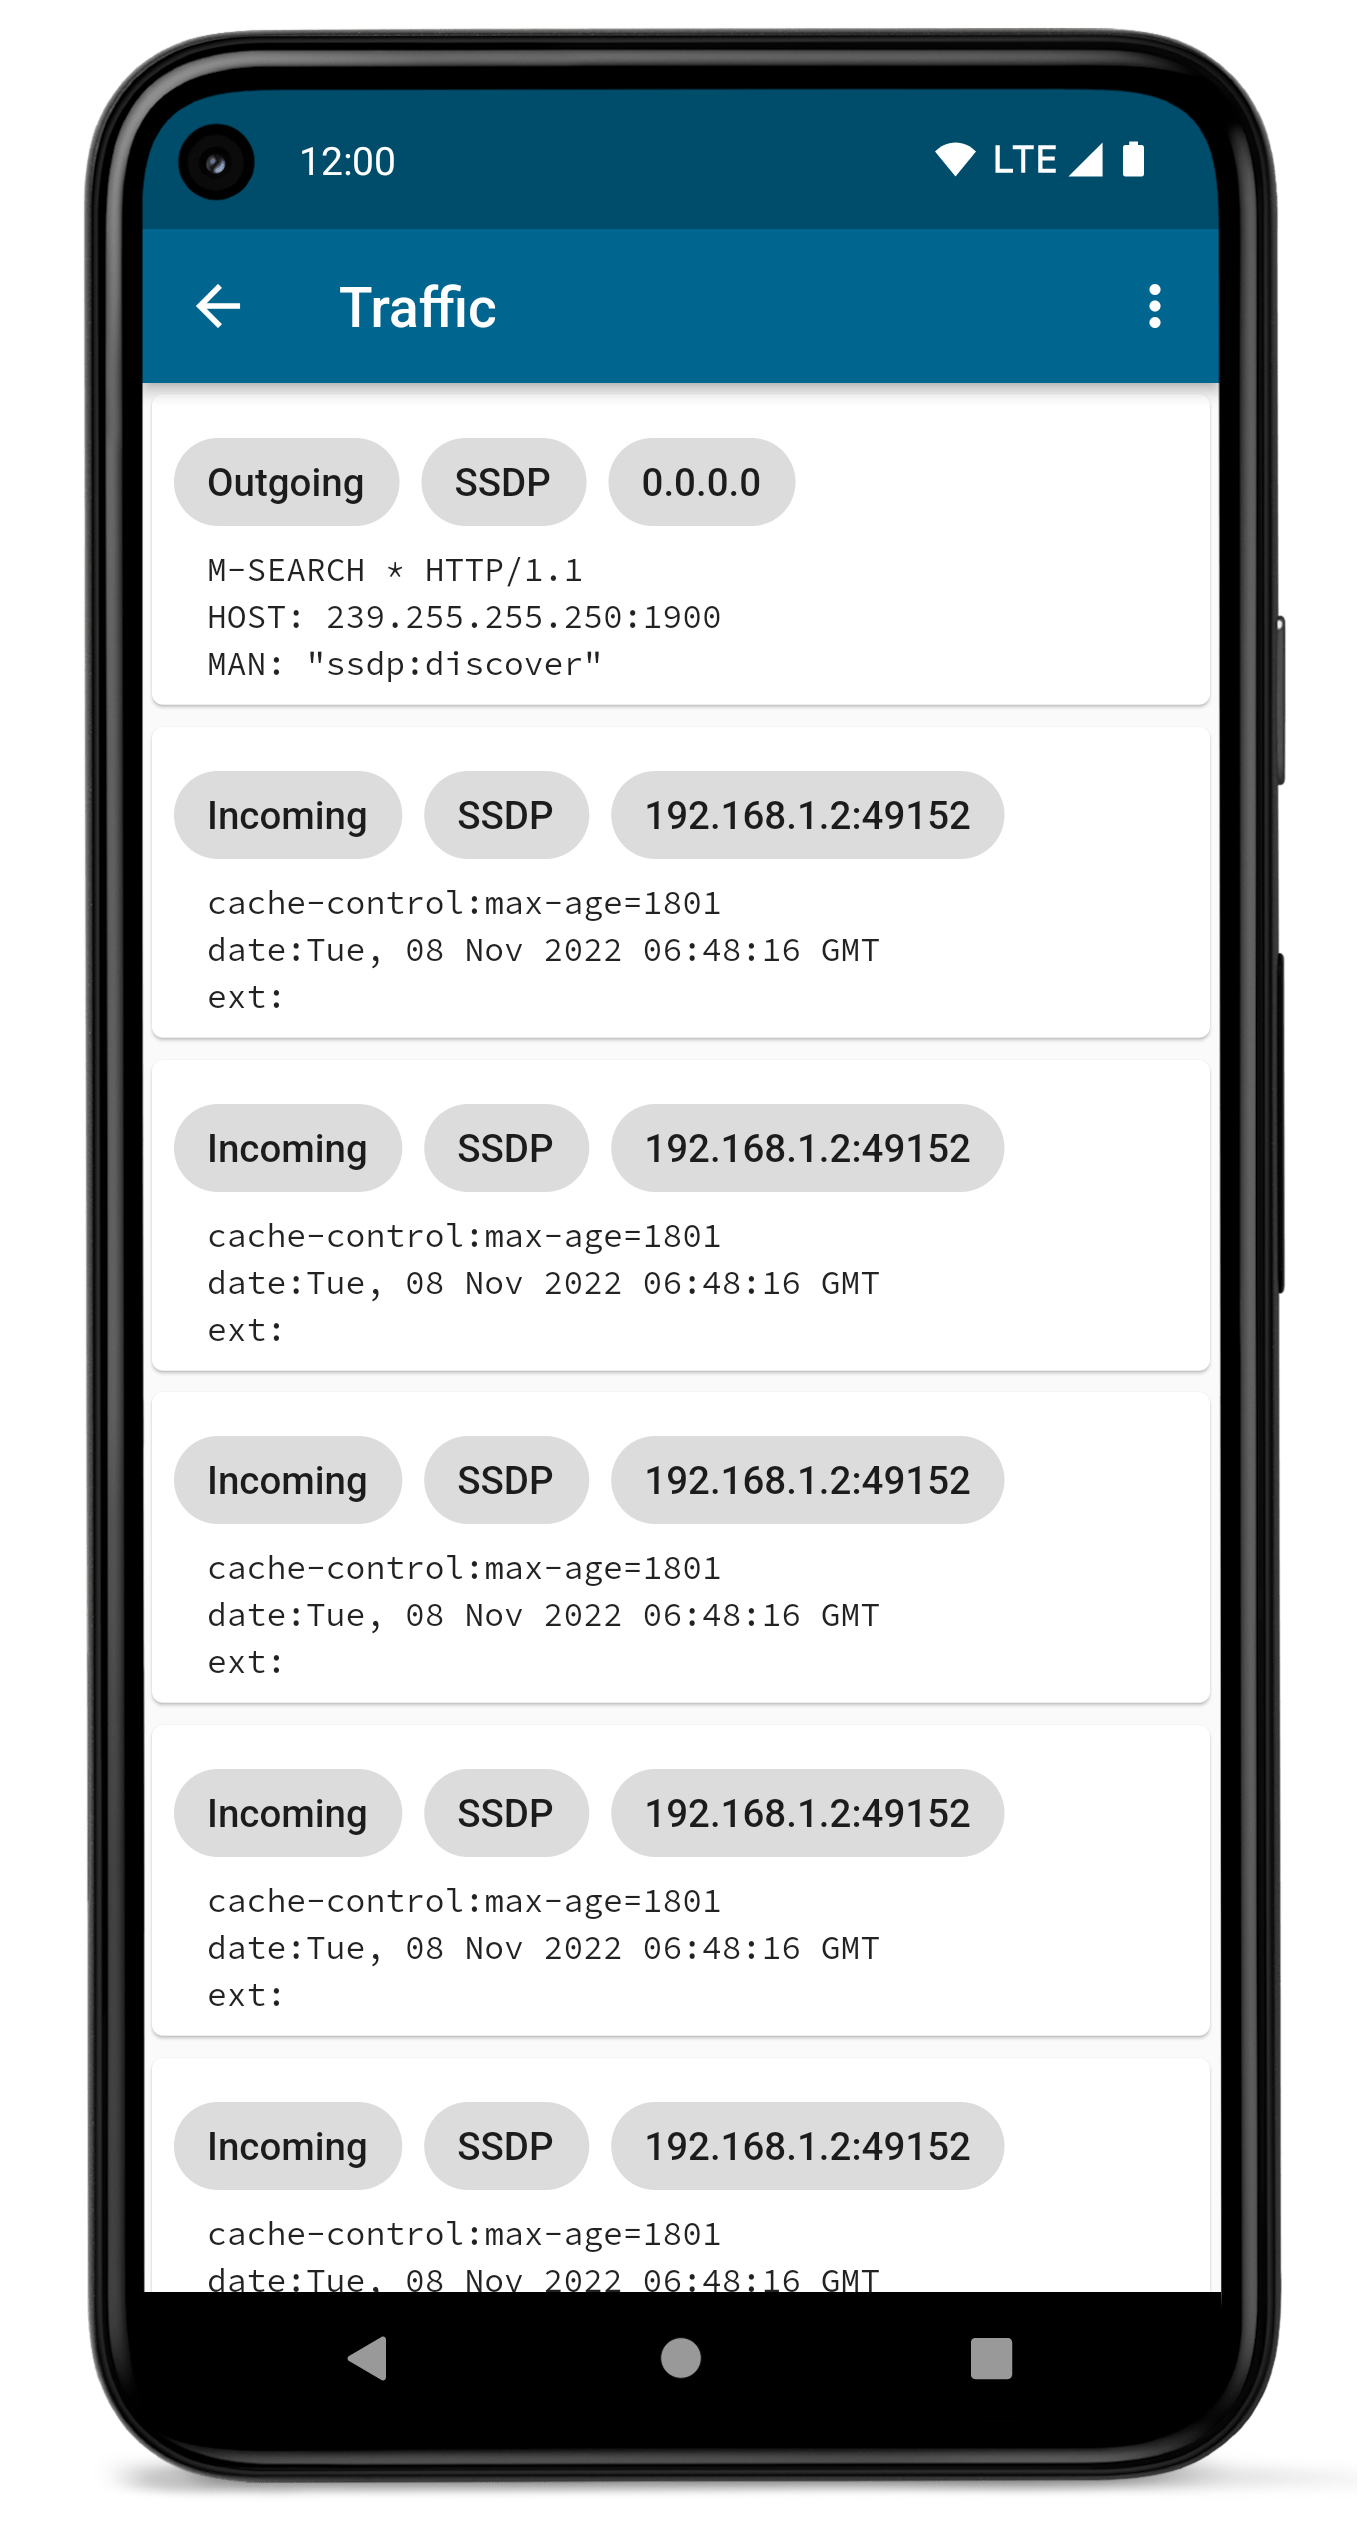 12:00 LTE
Traffic
Outgoing SSDP 0.0.0.0
M-SEARCH * HTTP/1.1
HOST: 239.255.255.250:1900
MAN: "ssdp:discover"
Incoming SSDP 192.168.1.2:49152
cache-control:max-age=1801
date:Tue, 08 Nov 2022 06:48:16 GMT
ext:
Incoming SSDP 192.168.1.2:49152
cache-control:max-age=1801
date:Tue, 08 Nov 2022 06:48:16 GMT
ext:
Incoming SSDP 192.168.1.2:49152
cache-control:max-age=1801
date:Tue, 08 Nov 2022 06:48:16 GMT
ext:
Incoming SSDP 192.168.1.2:49152
cache-control:max-age=1801
date:Tue, 08 Nov 2022 06:48:16 GMT
ext:
Incoming SSDP 192.168.1.2:49152
cache-control:max-age=1801
date:Tue, 08 Nov 2022 06:48:16 GMT